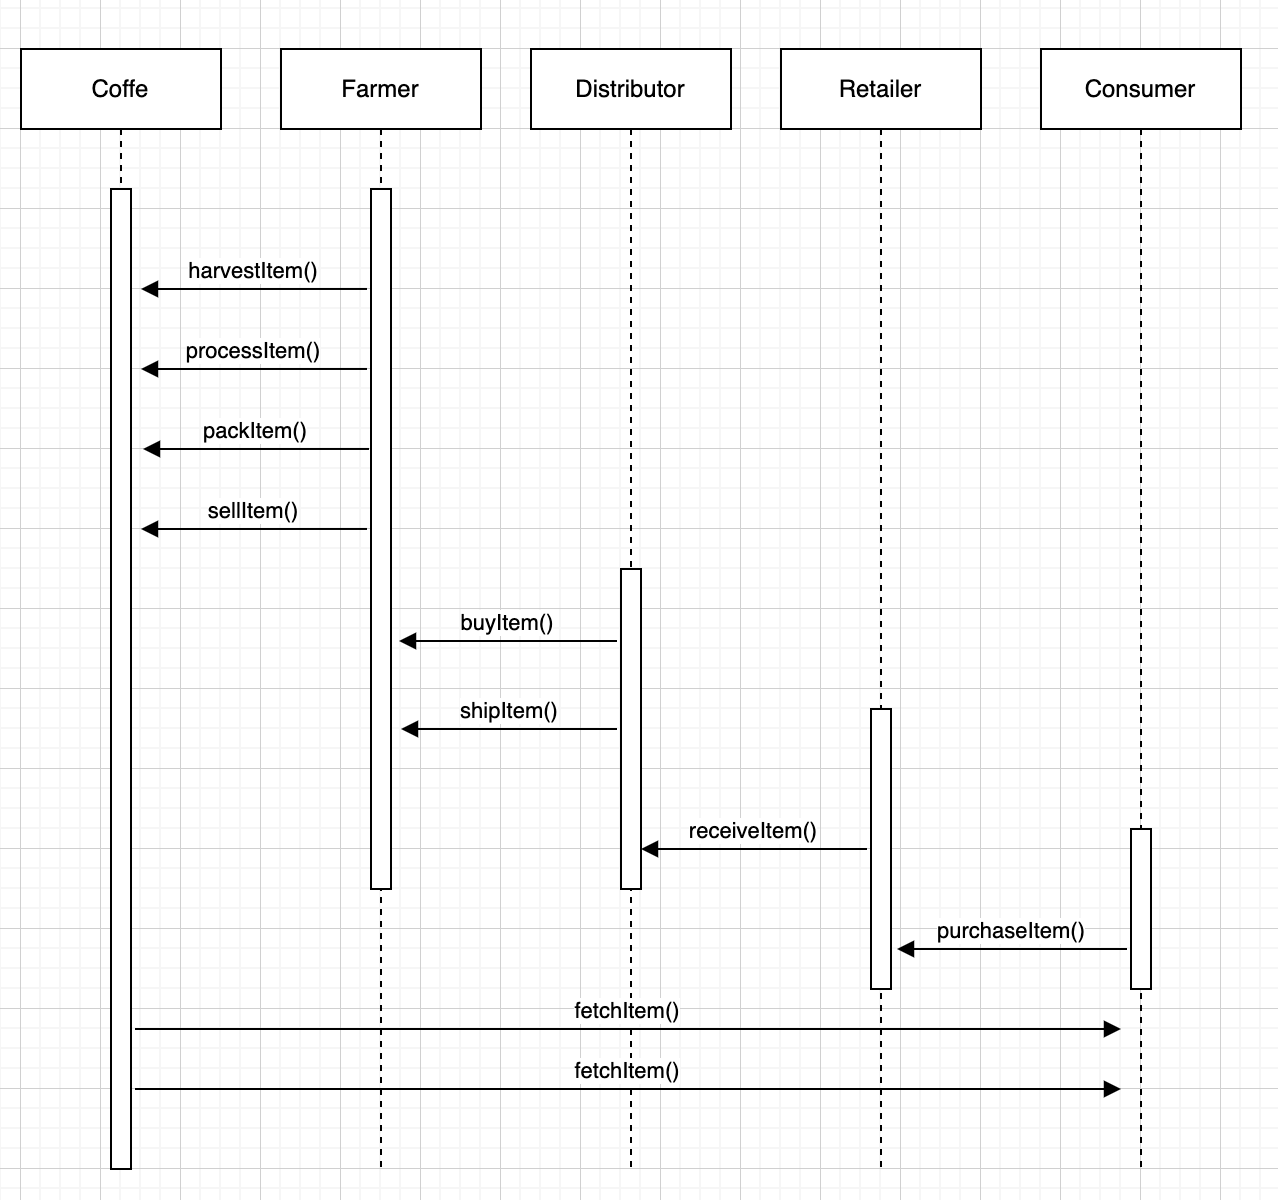 Coffe
Farmer
Distributor
Retailer
Consumer
harvestItem()
processItem()
packItem()
sellItem()
buyItem()
shipItem()
receiveItem()
purchaseItem()
fetchItem()
fetchItem()